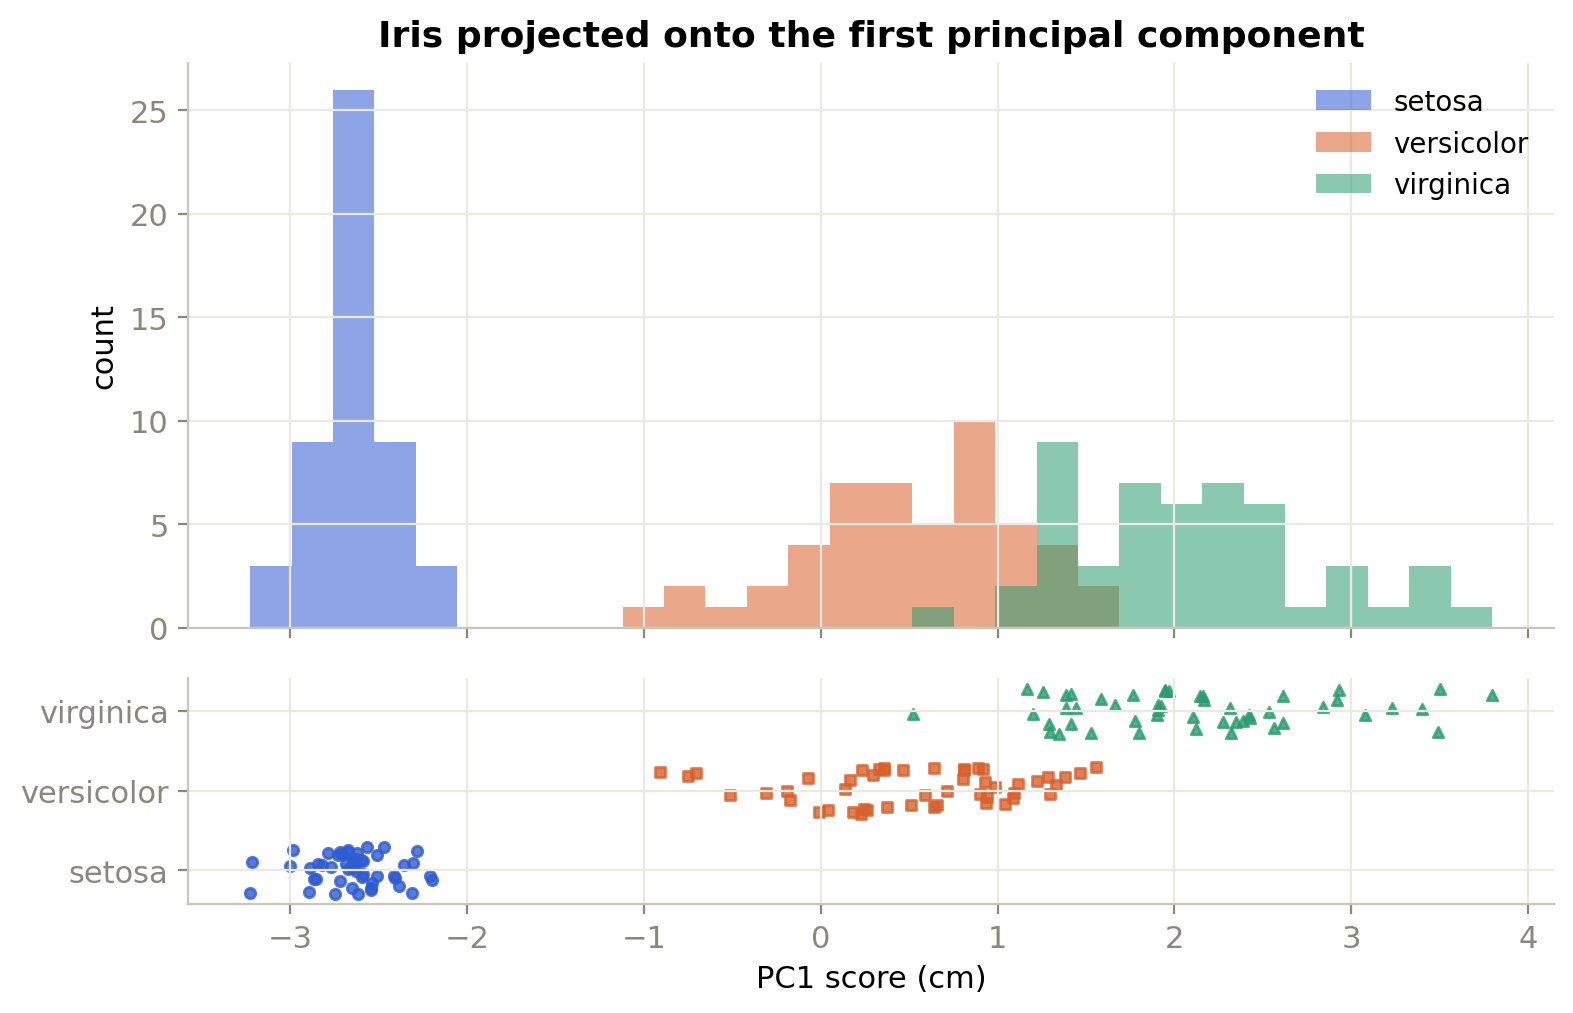 Iris projected onto the first principal component
25
20
15
10
5
0
count
setosa
versicolor
virginica
virginica
versicolor
setosa
−3
−2
−1
0
1
2
3
4
PC1 score (cm)